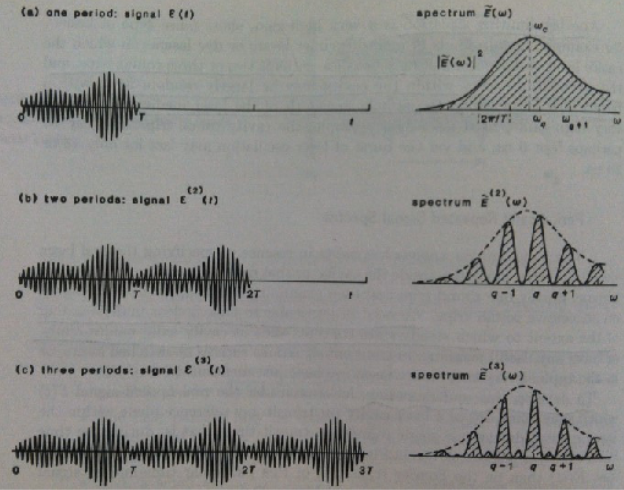 (a) one period: signal ε(t)
spectrum Ẽ(ω)
ω_c
|Ẽ(ω)|²
0 T t
|2π/T| ω_q ω_q+1 ω
(b) two periods: signal ε^(2)(t)
spectrum Ẽ^(2)(ω)
0 T 2T t
q-1 q q+1 ω
(c) three periods: signal ε^(3)(t)
spectrum Ẽ^(3)(ω)
0 T 2T 3T
q-1 q q+1 ω